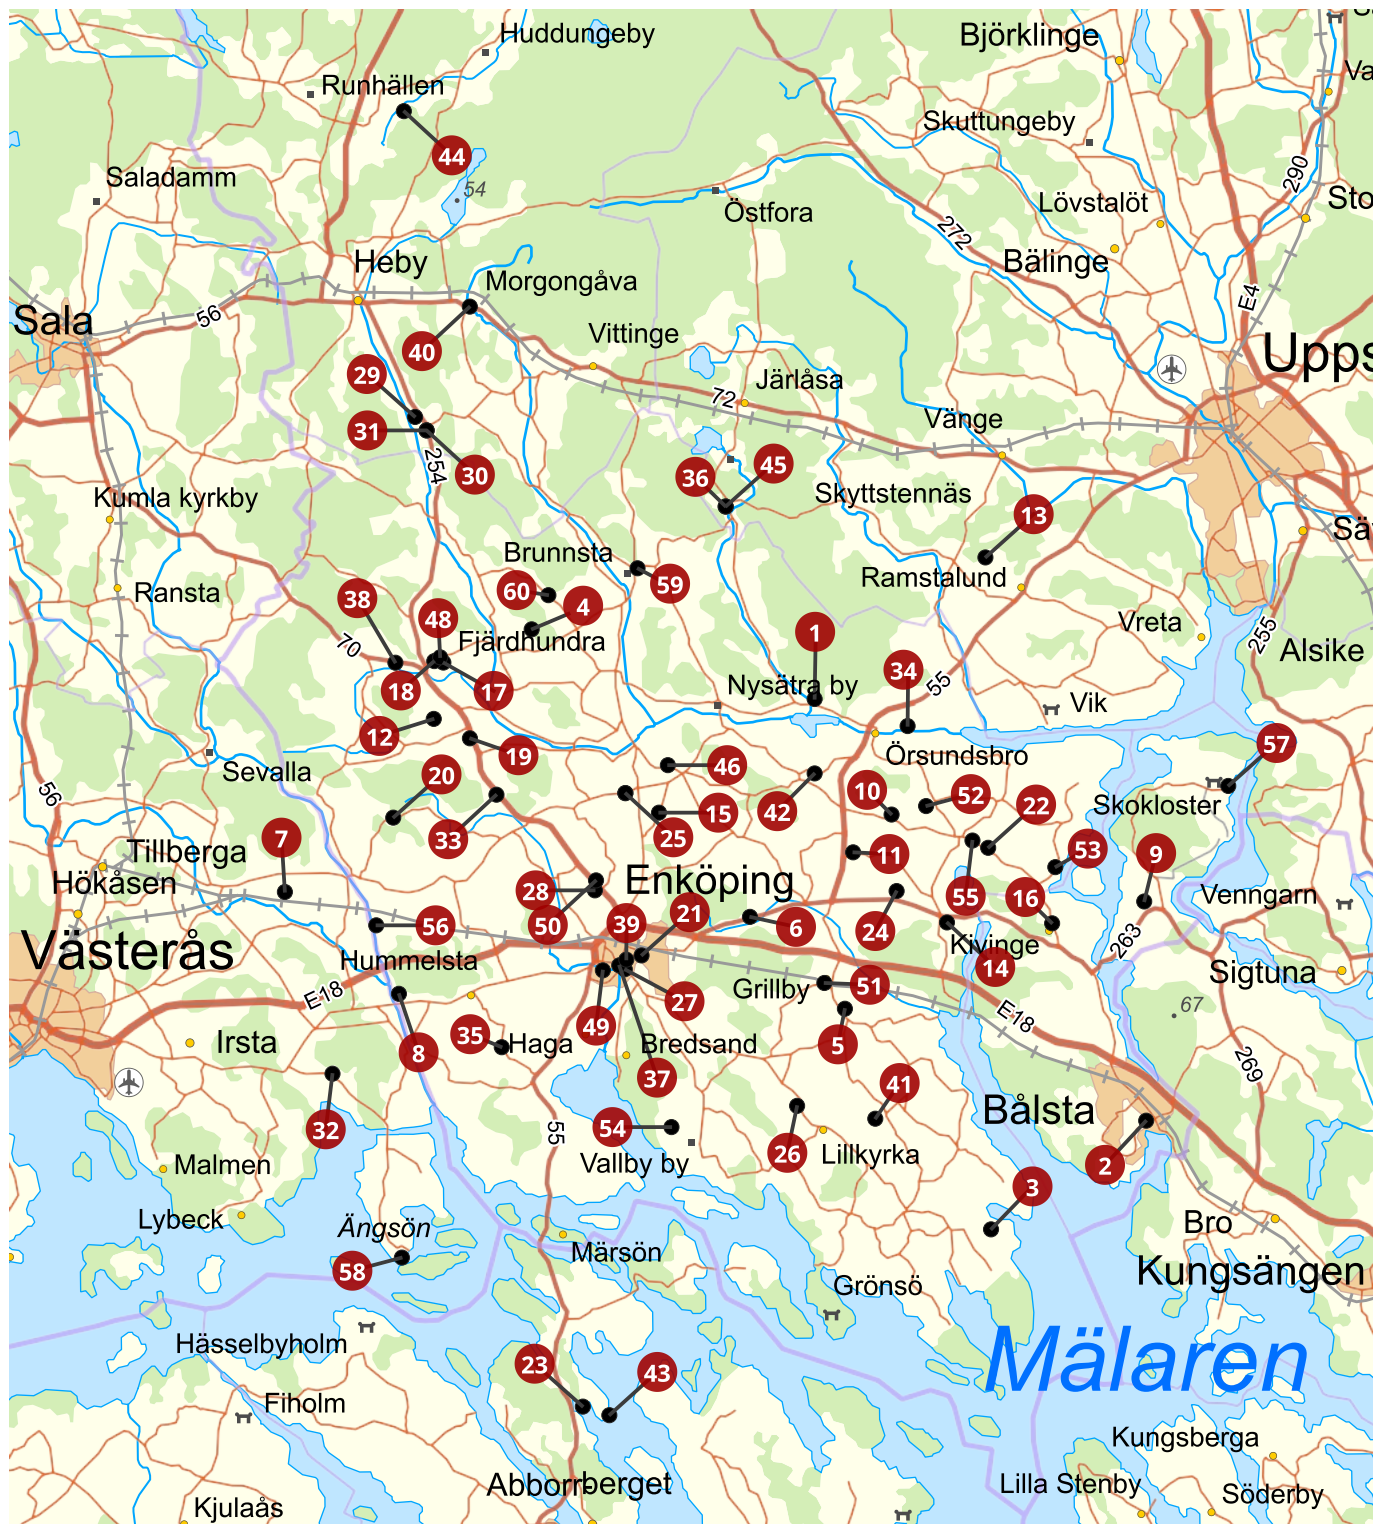 Huddungeby
Björklinge
Runhällen
Va
Skuttungeby
44
Saladamm
54
290
Sto
Lövstalöt
Östfora
272
Bälinge
Heby
Morgongåva
E4
Sala
56
Vittinge
Upps
40
29
Järlåsa
72
Vänge
31
254
30
36
45
Skyttstennäs
Kumla kyrkby
13
Sä
Brunnsta
59
Ramstalund
Ransta
60
38
4
48
Fjärdhundra
1
Vreta
255
Alsike
70
34
18
17
Nysätra by
55
Vik
12
57
19
Örsundsbro
Sevalla
46
20
10
52
22
Skokloster
56
42
15
25
7
33
Tillberga
53
9
11
Hökåsen
Enköping
28
55
16
Venngarn
39
21
50
56
6
24
Kivinge
263
Västerås
Hummelsta
14
Sigtuna
Grillby
51
E18
27
67
E18
49
35
Haga
Bredsand
Irsta
8
5
269
37
41
Bålsta
32
54
55
26
Lillkyrka
Vallby by
2
Malmen
3
Lybeck
Ängsön
Bro
Märsön
58
Kungsängen
Grönsö
Hässelbyholm
Mälaren
23
43
Fiholm
Kungsberga
Abborrberget
Lilla Stenby
Söderby
Kjulaås